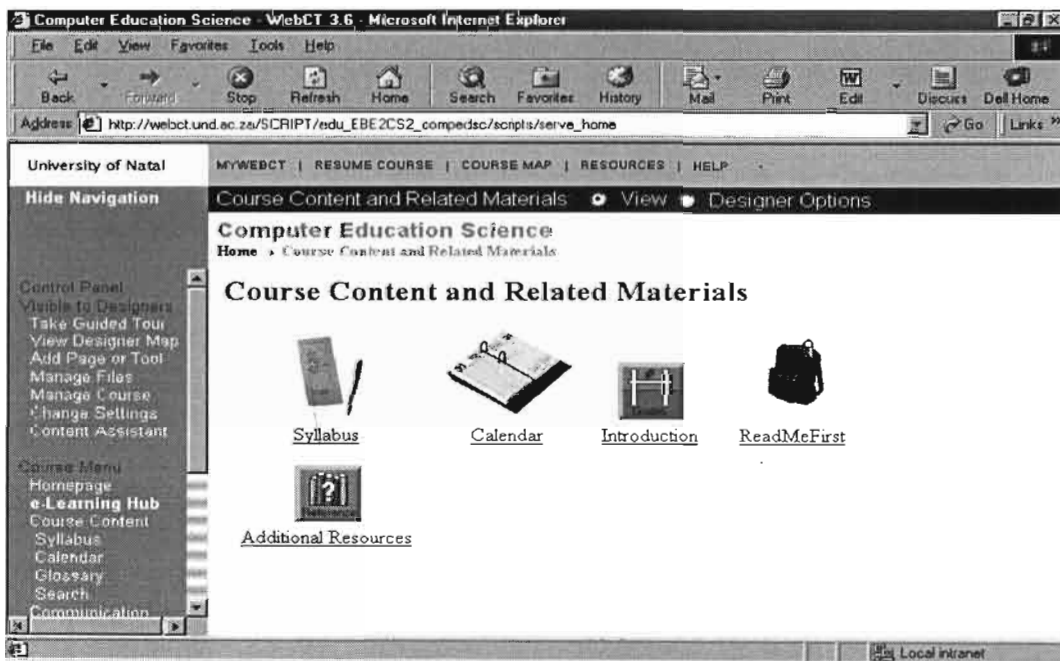 Computer Education Science - WebCT 3.6 - Microsoft Internet Explorer
File Edit View Favorites Tools Help
Back Forward Stop Refresh Home Search Favorites History Mail Print Edit Discuss Dell Home
Address http://webct.und.ac.za/SCRIPT/edu_EBE2CS2_compedsc/scripts/serve_home Go Links »
University of Natal MYWEBCT | RESUME COURSE | COURSE MAP | RESOURCES | HELP
Hide Navigation Course Content and Related Materials View Designer Options
Computer Education Science
Home › Course Content and Related Materials
Course Content and Related Materials
Control Panel
Visible to Designers
Take Guided Tour
View Designer Map
Add Page or Tool
Manage Files
Manage Course
Change Settings
Content Assistant
Course Menu
Homepage
e-Learning Hub
Course Content
Syllabus
Calendar
Glossary
Search
Communication
Syllabus Calendar Introduction ReadMeFirst
Reference
Additional Resources
Local intranet